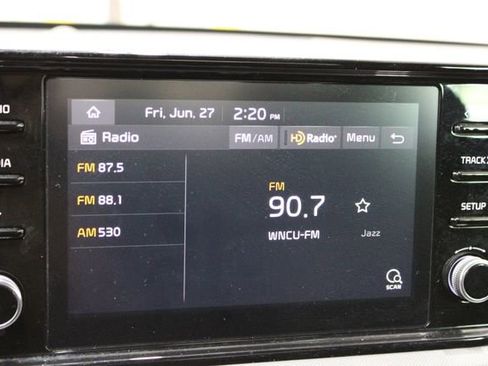 Fri, Jun. 27 2:20 PM
Radio FM/AM HD Radio Menu
FM 87.5
FM 88.1
AM 530
FM
90.7
WNCU-FM Jazz
SCAN
TRACK
SETUP